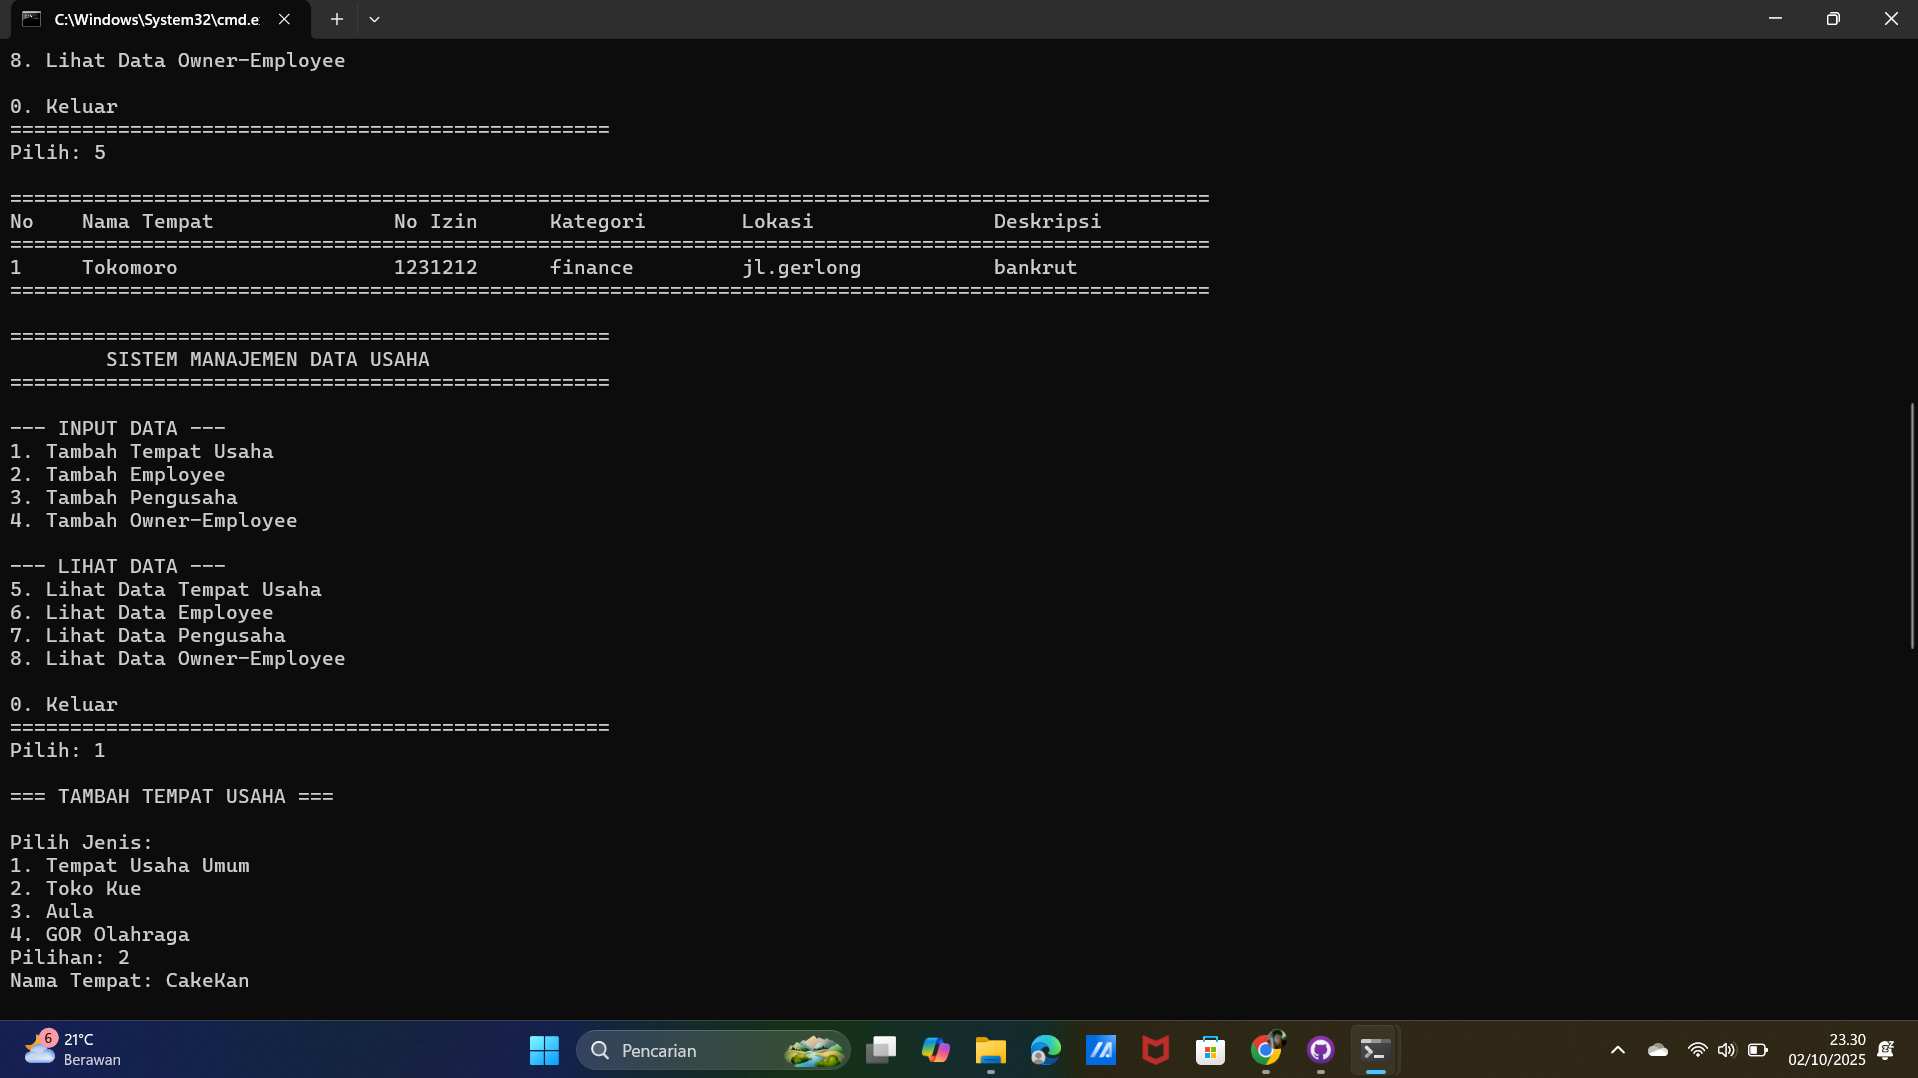 C:\Windows\System32\cmd.e
8. Lihat Data Owner-Employee
0. Keluar
==================================================
Pilih: 5
====================================================================================================
No    Nama Tempat               No Izin      Kategori        Lokasi               Deskripsi
====================================================================================================
1     Tokomoro                  1231212      finance         jl.gerlong           bankrut
====================================================================================================
==================================================
        SISTEM MANAJEMEN DATA USAHA
==================================================
--- INPUT DATA ---
1. Tambah Tempat Usaha
2. Tambah Employee
3. Tambah Pengusaha
4. Tambah Owner-Employee
--- LIHAT DATA ---
5. Lihat Data Tempat Usaha
6. Lihat Data Employee
7. Lihat Data Pengusaha
8. Lihat Data Owner-Employee
0. Keluar
==================================================
Pilih: 1
=== TAMBAH TEMPAT USAHA ===
Pilih Jenis:
1. Tempat Usaha Umum
2. Toko Kue
3. Aula
4. GOR Olahraga
Pilihan: 2
Nama Tempat: CakeKan
6
21°C
Berawan
Pencarian
23.30
02/10/2025